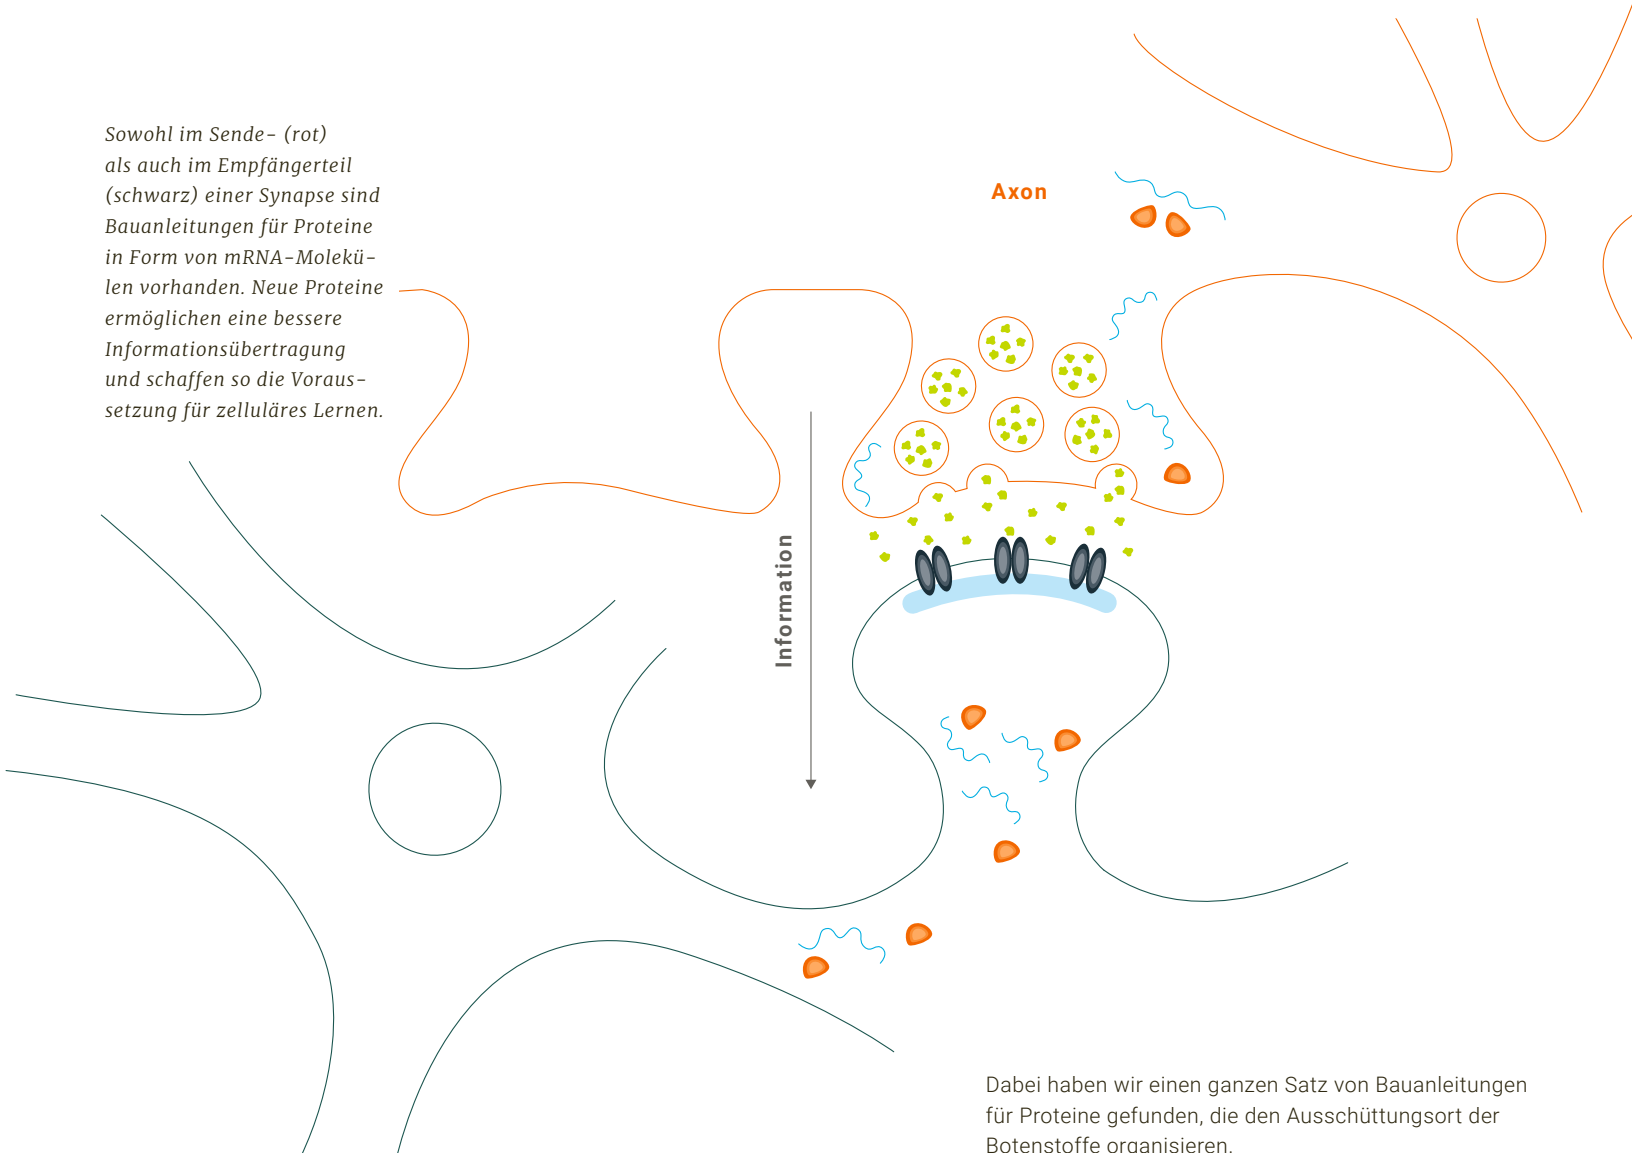 Sowohl im Sende- (rot)
als auch im Empfängerteil
(schwarz) einer Synapse sind
Bauanleitungen für Proteine
in Form von mRNA-Molekü-
len vorhanden. Neue Proteine
ermöglichen eine bessere
Informationsübertragung
und schaffen so die Voraus-
setzung für zelluläres Lernen.
Axon
Information
Dabei haben wir einen ganzen Satz von Bauanleitungen
für Proteine gefunden, die den Ausschüttungsort der
Botenstoffe organisieren.